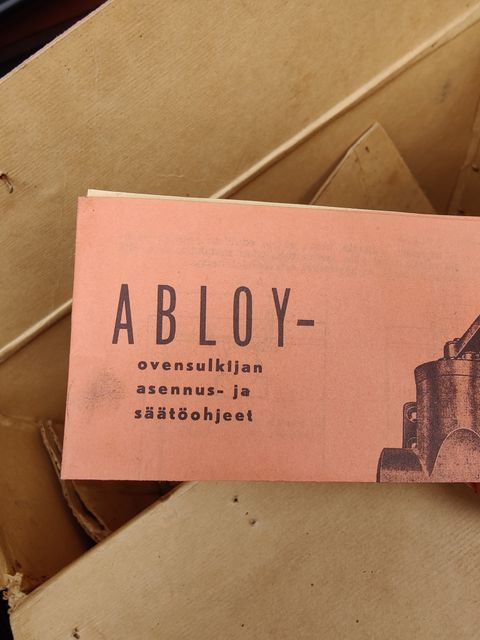 ABLOY-
ovensulkijan
asennus- ja
säätöohjeet